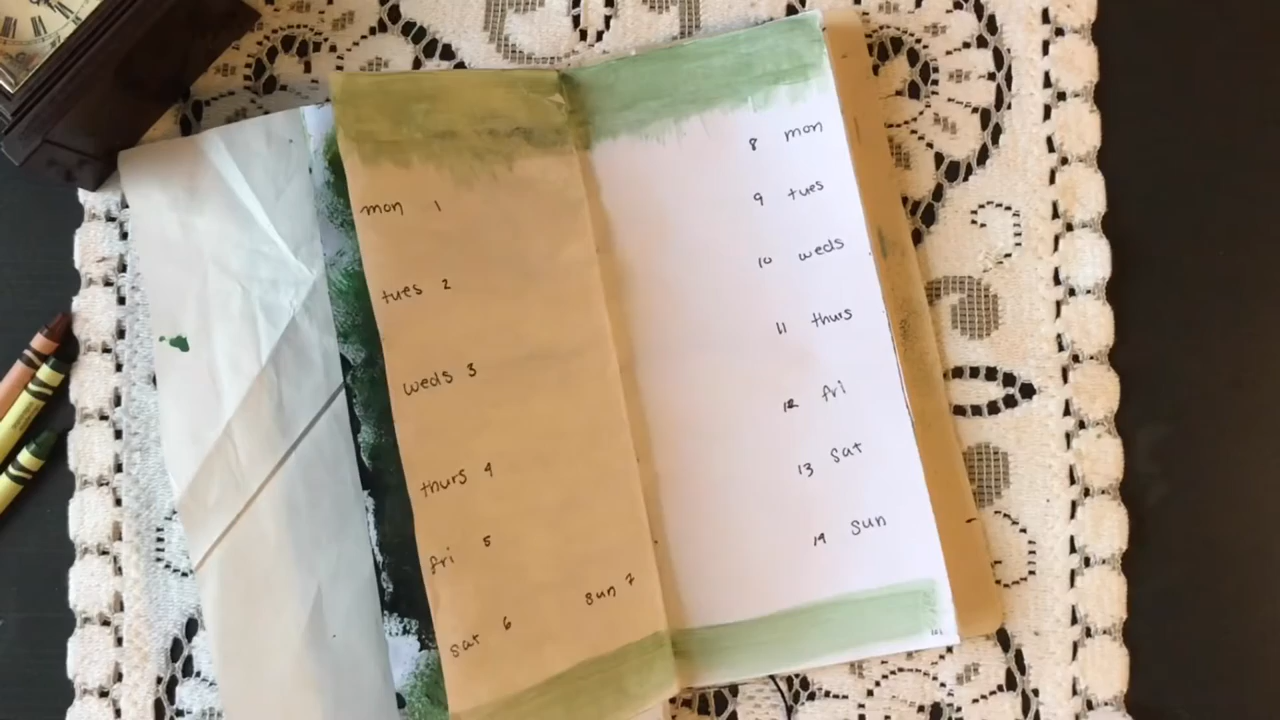 mon 1
tues 2
weds 3
thurs 4
fri 5
sat 6
sun 7
8 mon
9 tues
10 weds
11 thurs
12 fri
13 sat
14 sun